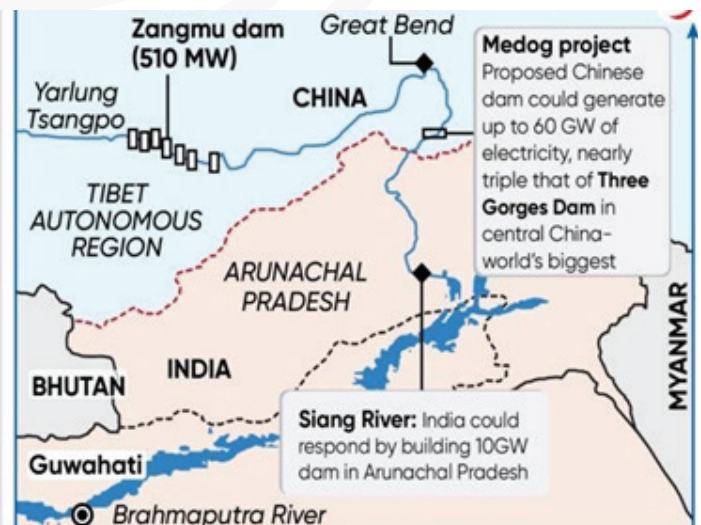 Zangmu dam
(510 MW)
Great Bend
Yarlung
Tsangpo
CHINA
Medog project
Proposed Chinese
dam could generate
up to 60 GW of
electricity, nearly
triple that of Three
Gorges Dam in
central China-
world's biggest
TIBET
AUTONOMOUS
REGION
ARUNACHAL
PRADESH
INDIA
BHUTAN
MYANMAR
Siang River: India could
respond by building 10GW
dam in Arunachal Pradesh
Guwahati
Brahmaputra River